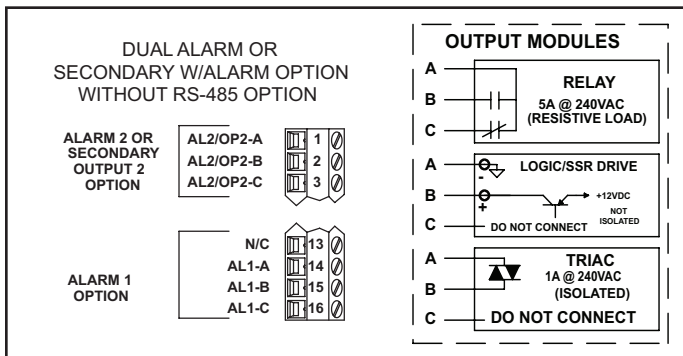 DUAL ALARM OR
SECONDARY W/ALARM OPTION
WITHOUT RS-485 OPTION
ALARM 2 OR
SECONDARY
OUTPUT 2
OPTION
AL2/OP2-A 1
AL2/OP2-B 2
AL2/OP2-C 3
ALARM 1
OPTION
N/C 13
AL1-A 14
AL1-B 15
AL1-C 16
OUTPUT MODULES
A
B
C
RELAY
5A @ 240VAC
(RESISTIVE LOAD)
A
B
C
-
+
LOGIC/SSR DRIVE
+12VDC
NOT
ISOLATED
DO NOT CONNECT
A
B
C
TRIAC
1A @ 240VAC
(ISOLATED)
DO NOT CONNECT